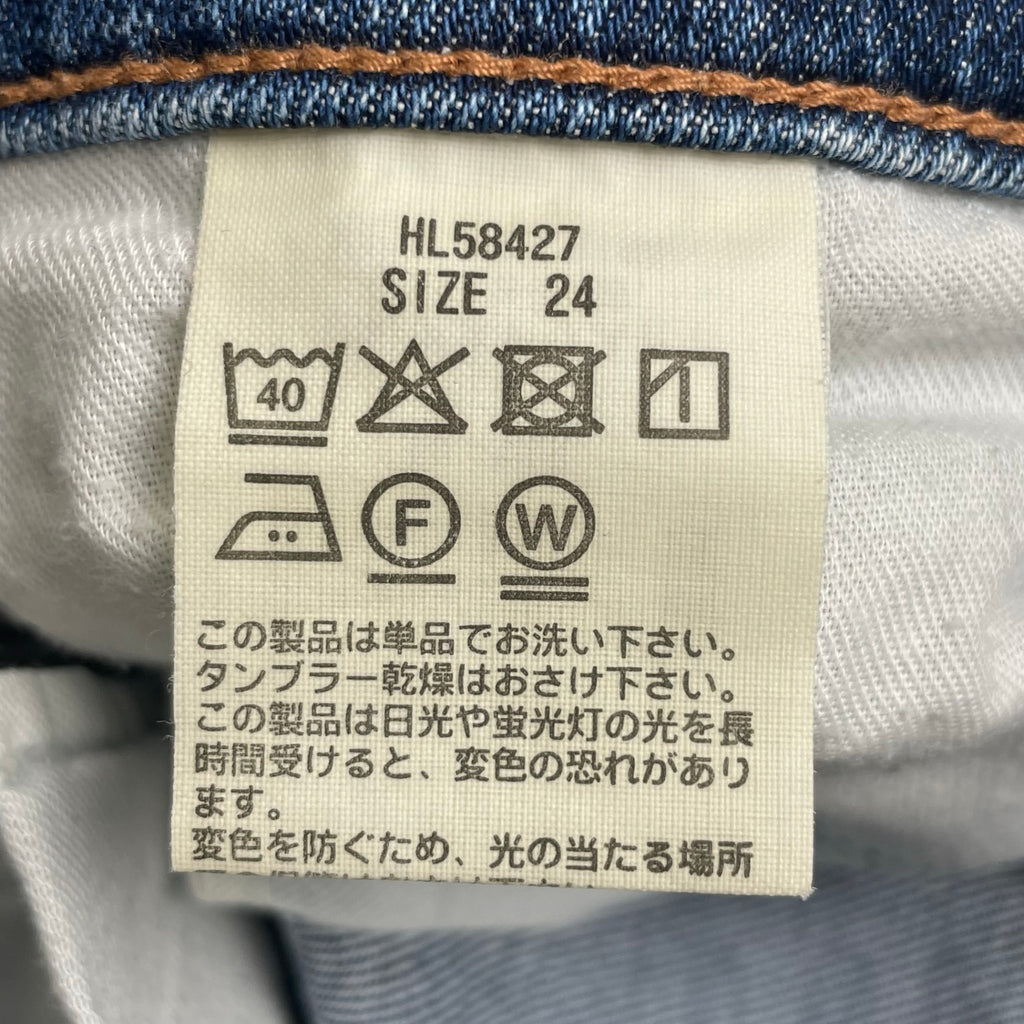 HL58427
SIZE 24
40
F
W
この製品は単品でお洗い下さい。
タンブラー乾燥はおさけ下さい。
この製品は日光や蛍光灯の光を長
時間受けると、変色の恐れがあり
ます。
変色を防ぐため、光の当たる場所